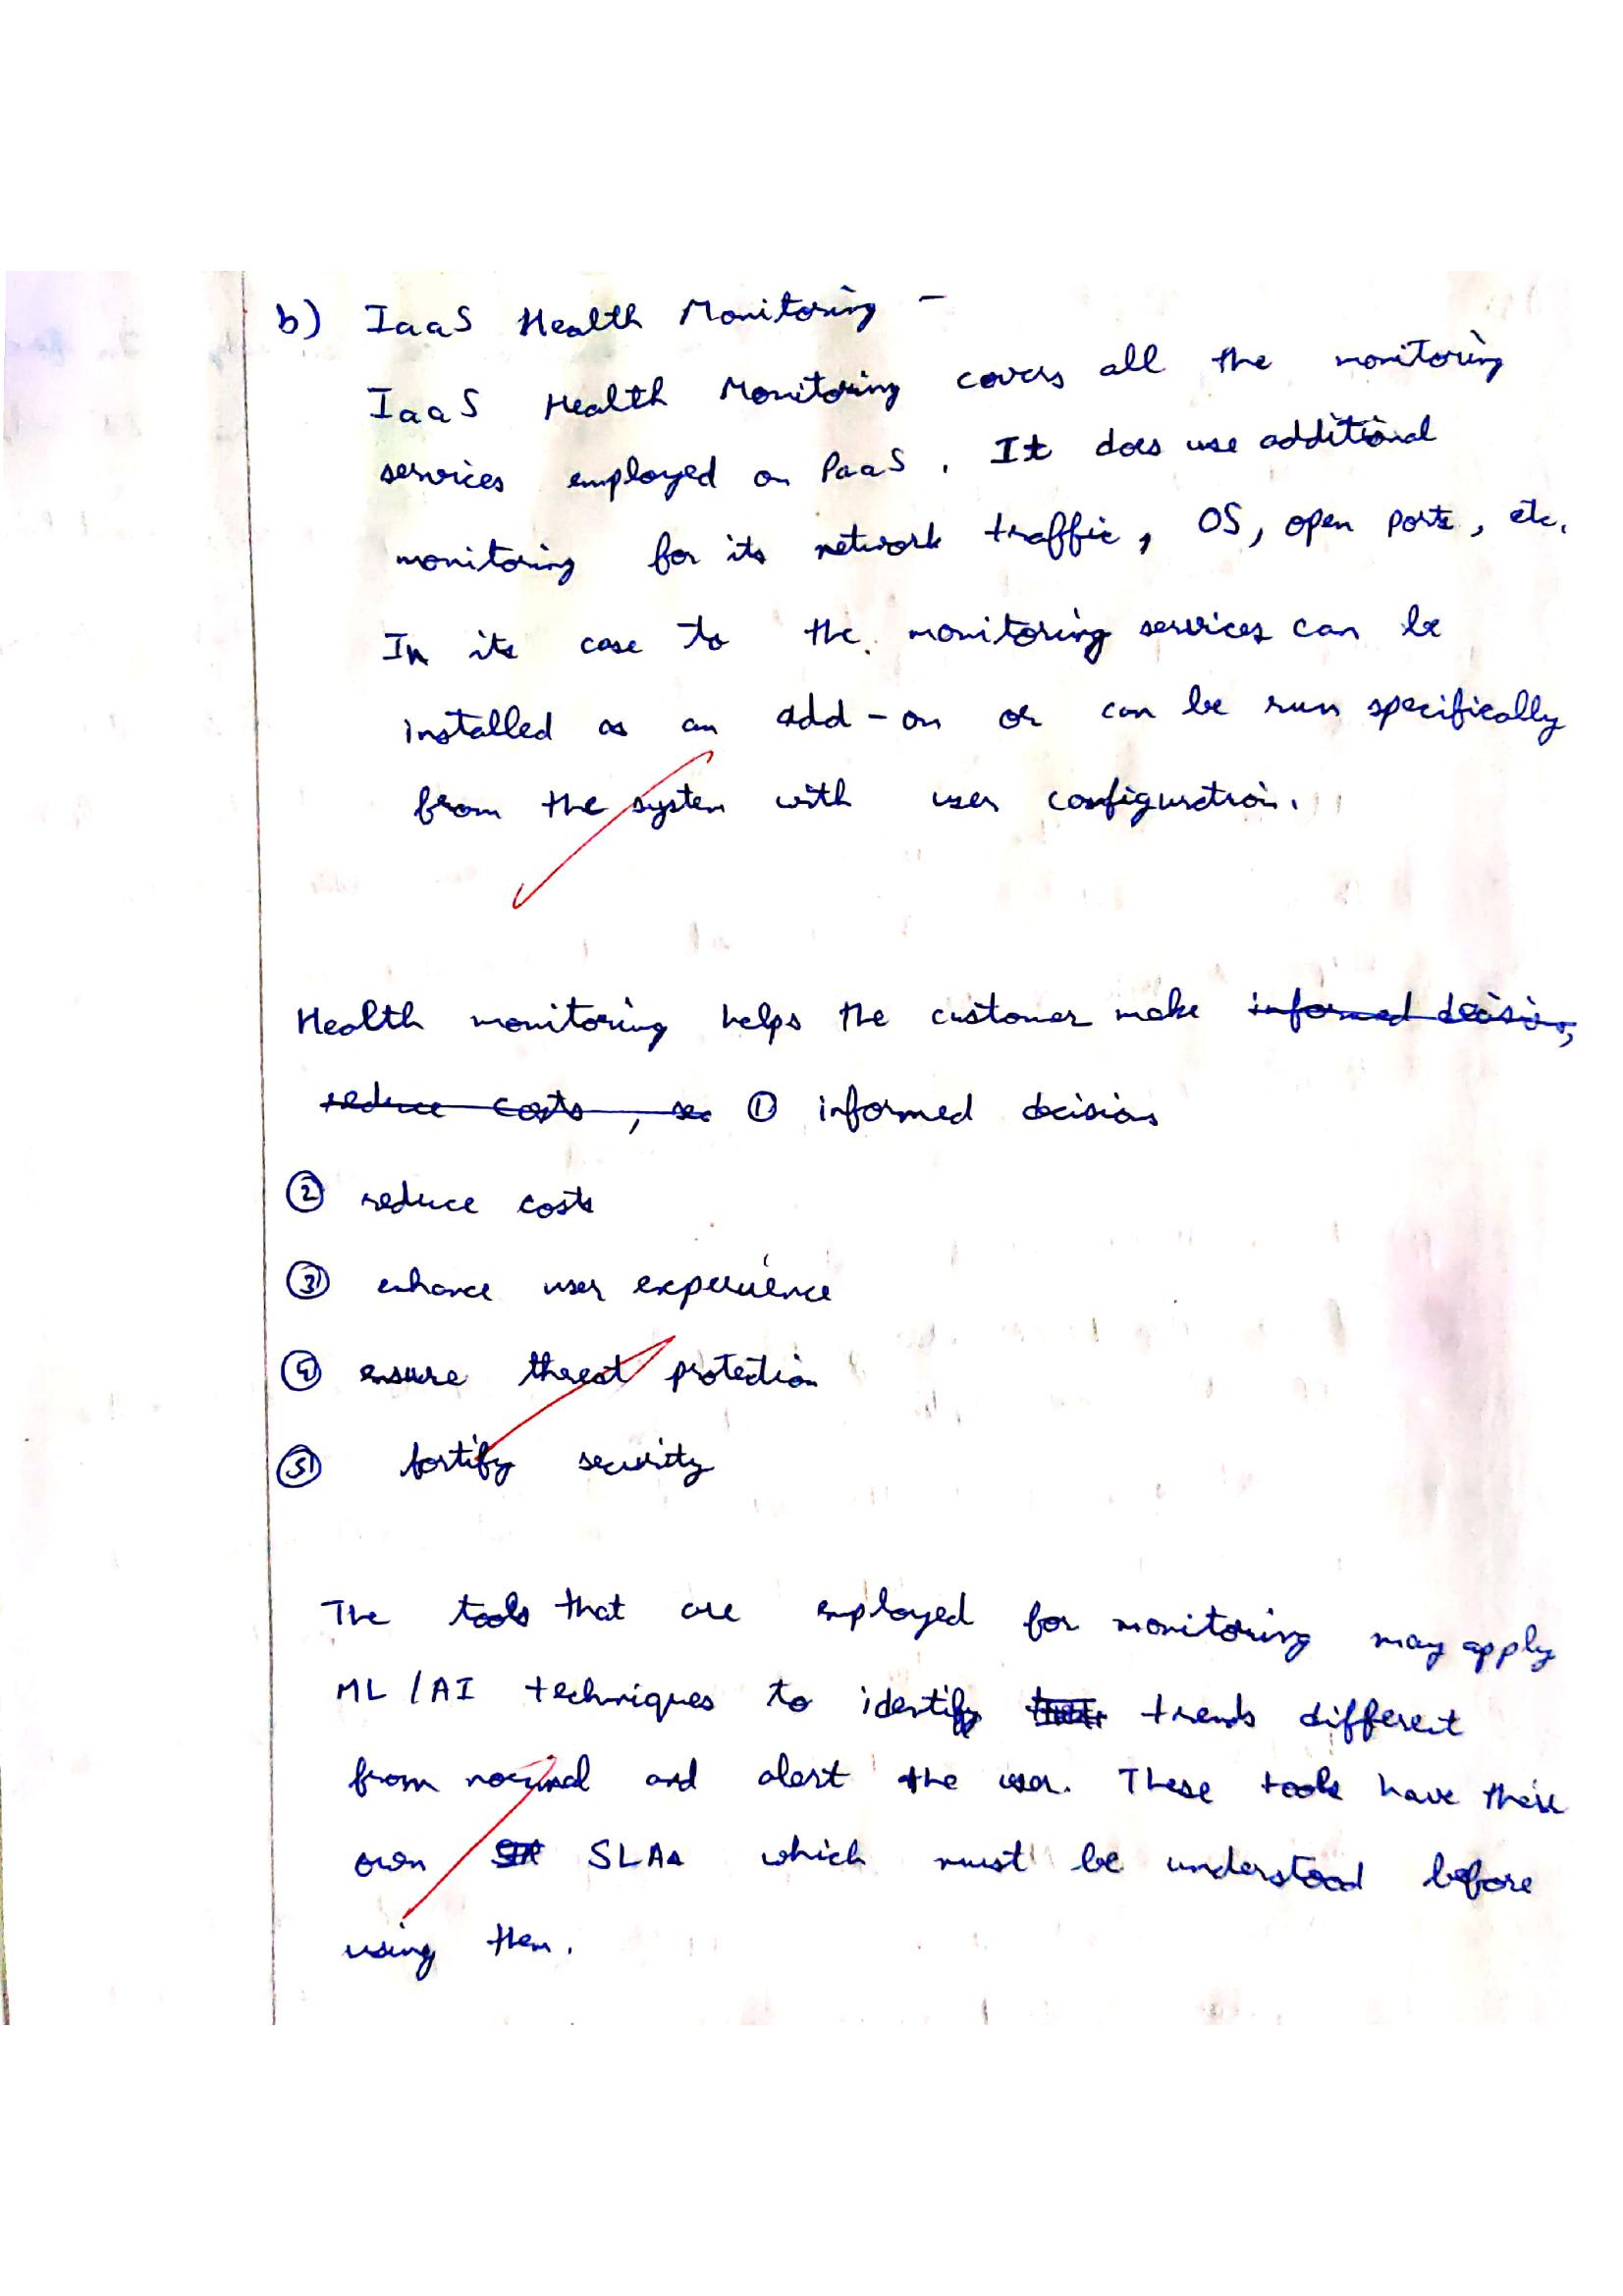 b) IaaS Health Monitoring -
IaaS Health Monitoring covers all the monitoring
services employed on PaaS. It does use additional
monitoring for its network traffic, OS, open ports, etc.
In its case to the monitoring services can be
installed as an add-on or can be run specifically
from the system with user configuration.
Health monitoring helps the customer make informed decision,
reduce costs, sec ① informed decisions
② reduce costs
③ enhance user experience
④ ensure threat protection
⑤ fortify security
The tools that are employed for monitoring may apply
ML/AI techniques to identify trends different
from normal and alert the user. These tools have their
own SLAs which must be understood before
using them.